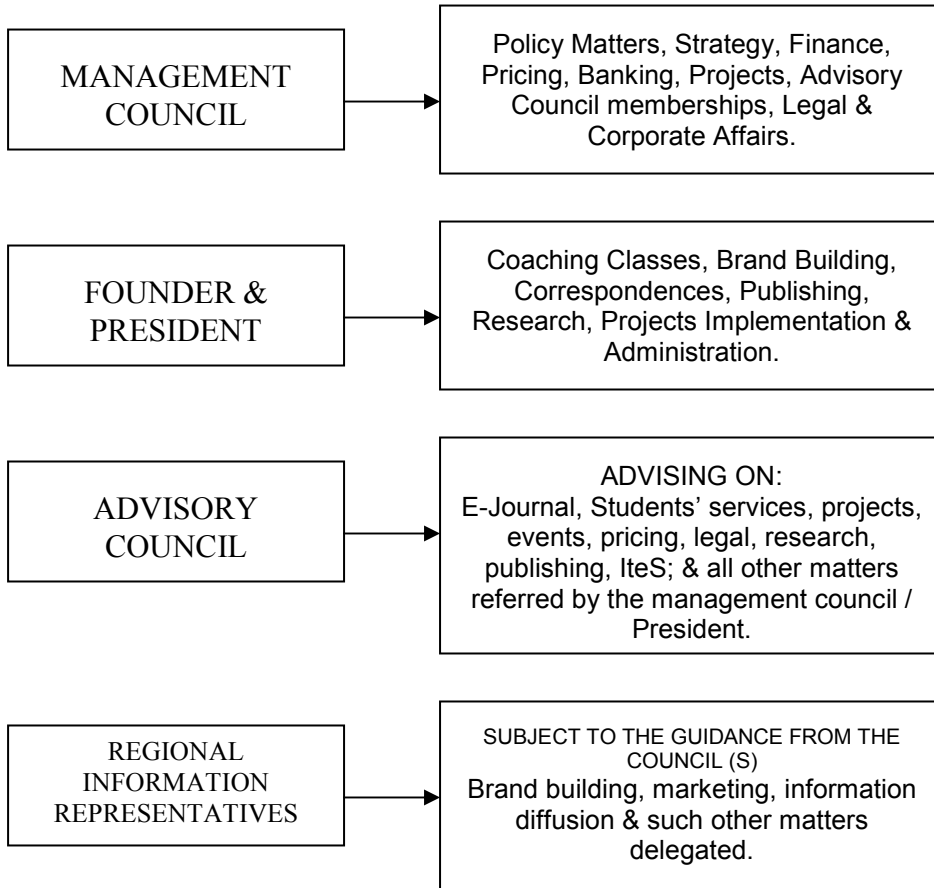 MANAGEMENT
COUNCIL
Policy Matters, Strategy, Finance,
Pricing, Banking, Projects, Advisory
Council memberships, Legal &
Corporate Affairs.
FOUNDER &
PRESIDENT
Coaching Classes, Brand Building,
Correspondences, Publishing,
Research, Projects Implementation &
Administration.
ADVISORY
COUNCIL
ADVISING ON:
E-Journal, Students’ services, projects,
events, pricing, legal, research,
publishing, IteS; & all other matters
referred by the management council /
President.
REGIONAL
INFORMATION
REPRESENTATIVES
SUBJECT TO THE GUIDANCE FROM THE
COUNCIL (S)
Brand building, marketing, information
diffusion & such other matters
delegated.